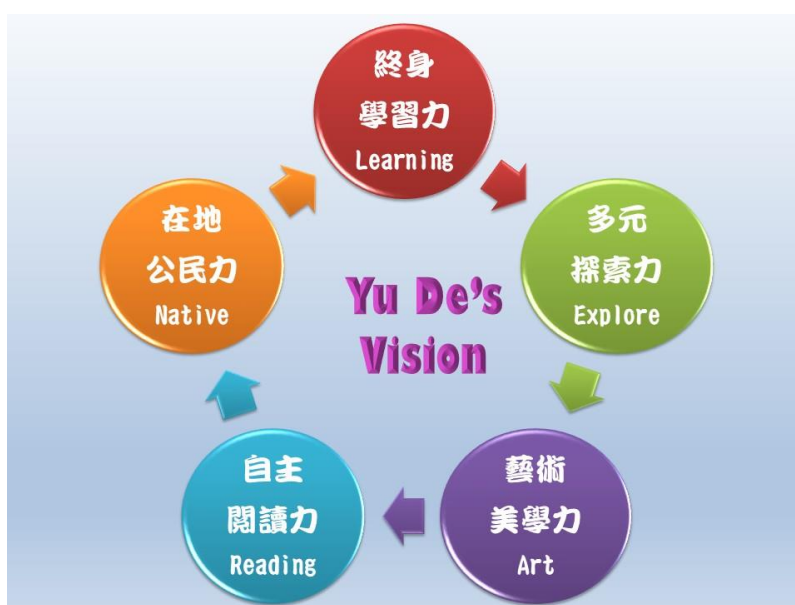 終身
學習力
Learning
多元
探索力
Explore
藝術
美學力
Art
自主
閱讀力
Reading
在地
公民力
Native
Yu De's
Vision